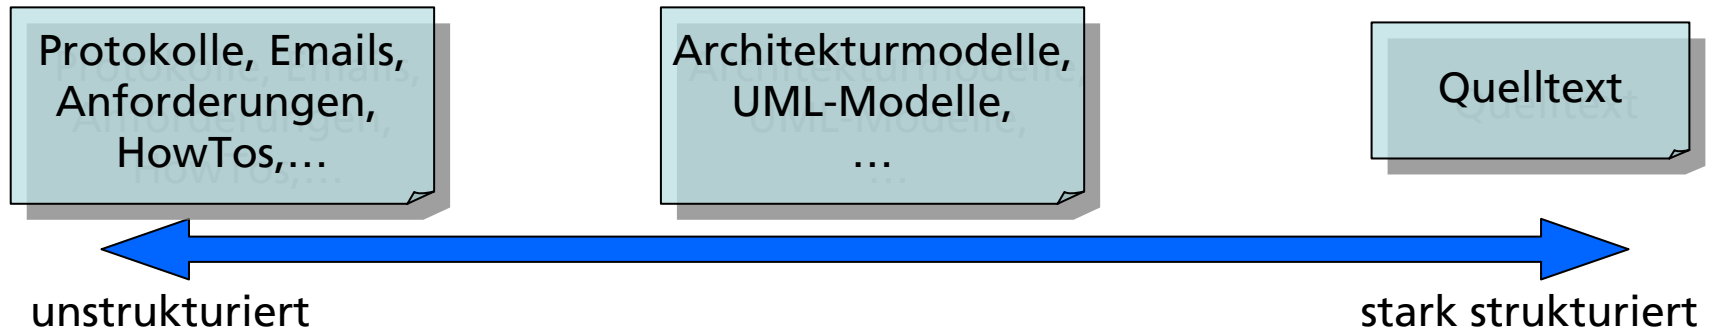 Protokolle, Emails,
Anforderungen,
HowTos,...
Architekturmodelle,
UML-Modelle,
...
Quelltext
unstrukturiert
stark strukturiert